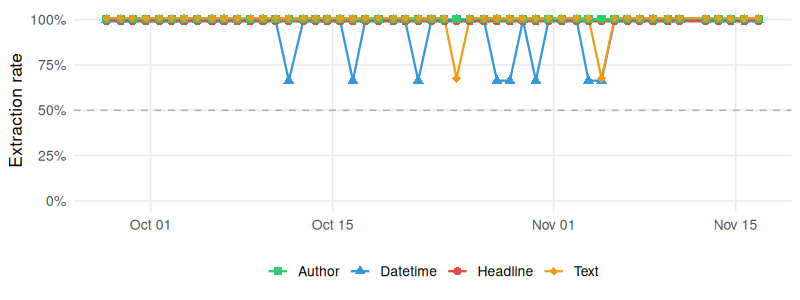 Extraction rate
100%
75%
50%
25%
0%
Oct 01 Oct 15 Nov 01 Nov 15
Author Datetime Headline Text